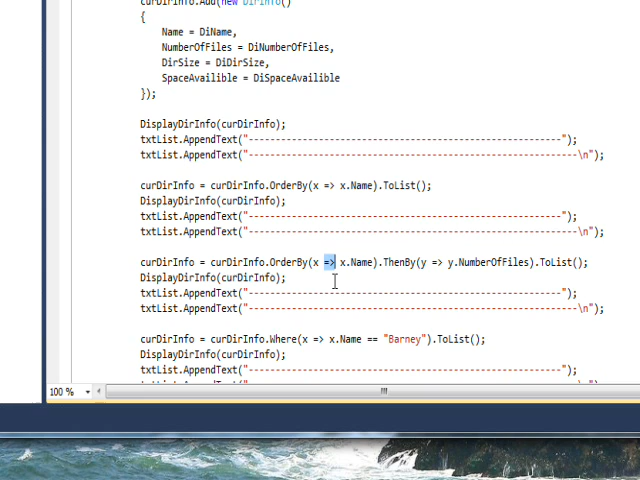 curDirInfo.Add(new DirInfo()
{
Name = DiName,
NumberOfFiles = DiNumberOfFiles,
DirSize = DiDirSize,
SpaceAvailible = DiSpaceAvailible
});
DisplayDirInfo(curDirInfo);
txtList.AppendText("------------------------------------------------------");
txtList.AppendText("---------------------------------------------------------\n");
curDirInfo = curDirInfo.OrderBy(x => x.Name).ToList();
DisplayDirInfo(curDirInfo);
txtList.AppendText("------------------------------------------------------");
txtList.AppendText("---------------------------------------------------------\n");
curDirInfo = curDirInfo.OrderBy(x => x.Name).ThenBy(y => y.NumberOfFiles).ToList();
DisplayDirInfo(curDirInfo);
txtList.AppendText("------------------------------------------------------");
txtList.AppendText("---------------------------------------------------------\n");
curDirInfo = curDirInfo.Where(x => x.Name == "Barney").ToList();
DisplayDirInfo(curDirInfo);
txtList.AppendText("------------------------------------------------------");
100 %